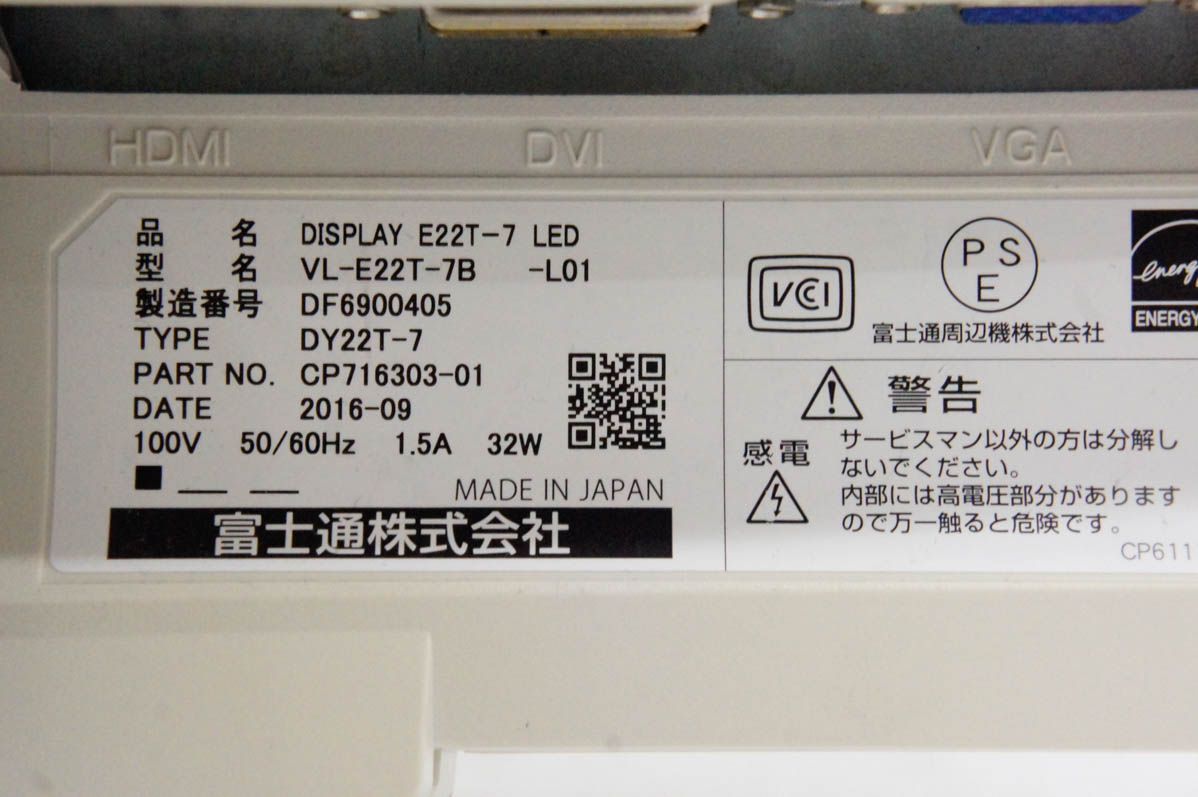 HDMI DVI VGA
品 名 DISPLAY E22T-7 LED
型 名 VL-E22T-7B -L01
製造番号 DF6900405
TYPE DY22T-7
PART NO. CP716303-01
DATE 2016-09
100V 50/60Hz 1.5A 32W
MADE IN JAPAN
富士通株式会社
VCCI
PSE
富士通周辺機株式会社
energy
ENERGY
警告
感電
サービスマン以外の方は分解し
ないでください。
内部には高電圧部分があります
ので万一触ると危険です。
CP611